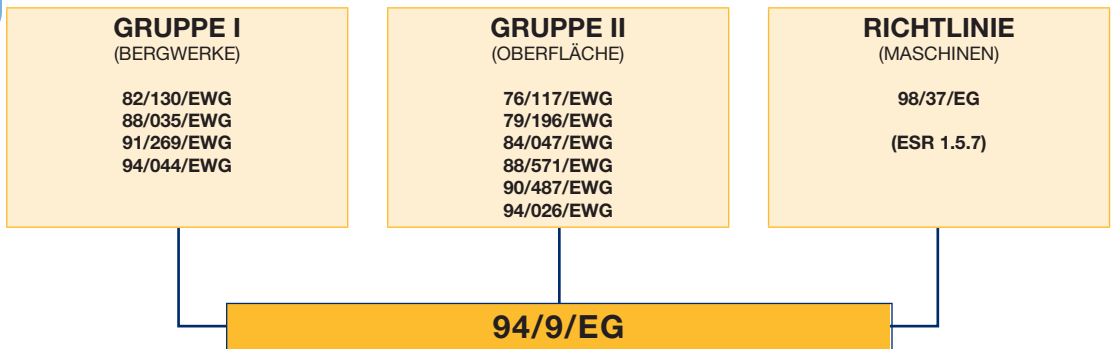 GRUPPE I
(BERGWERKE)
82/130/EWG
88/035/EWG
91/269/EWG
94/044/EWG
GRUPPE II
(OBERFLÄCHE)
76/117/EWG
79/196/EWG
84/047/EWG
88/571/EWG
90/487/EWG
94/026/EWG
RICHTLINIE
(MASCHINEN)
98/37/EG
(ESR 1.5.7)
94/9/EG